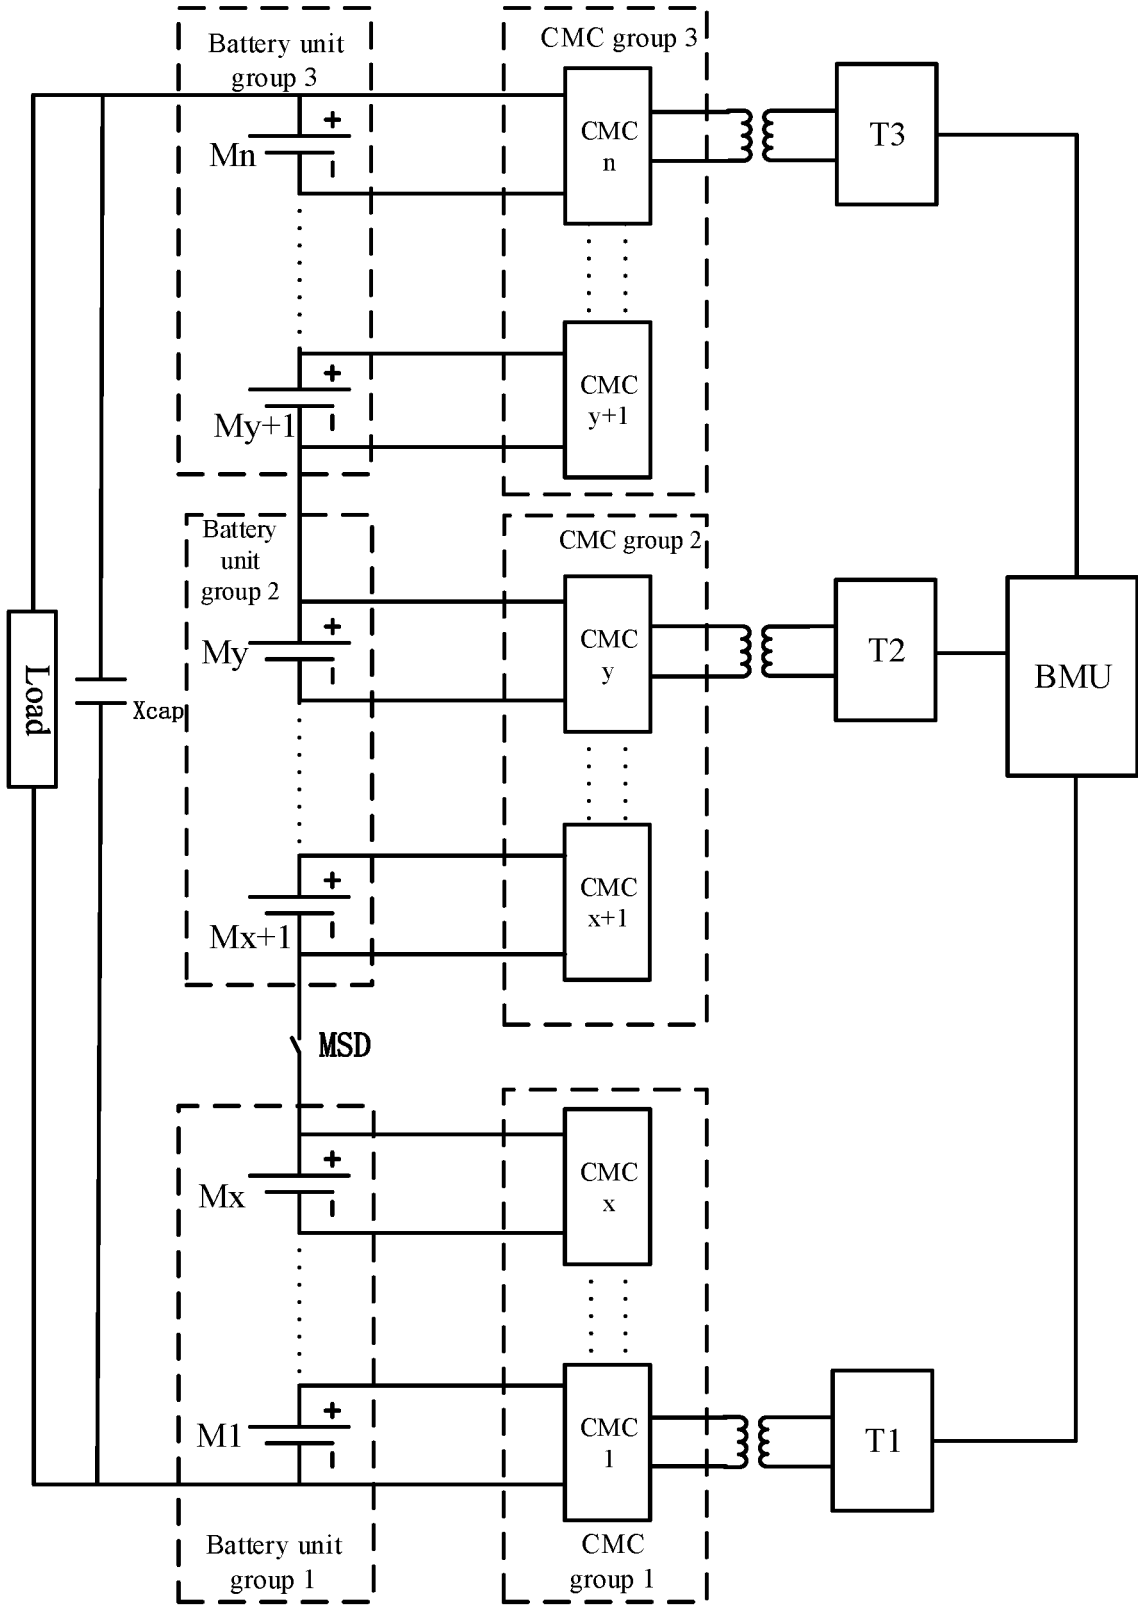 Battery unit
group 3
CMC group 3
+
Mn
CMC
n
T3
+
My+1
CMC
y+1
Battery
unit
group 2
CMC group 2
+
My
CMC
y
T2
BMU
Load
Xcap
+
Mx+1
CMC
x+1
MSD
+
Mx
CMC
x
+
M1
CMC
1
T1
Battery unit
group 1
CMC
group 1